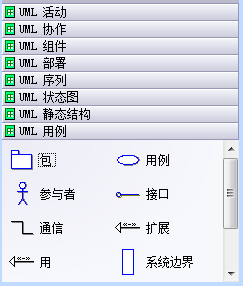 UML 活动
UML 协作
UML 组件
UML 部署
UML 序列
UML 状态图
UML 静态结构
UML 用例
包 用例
参与者 接口
通信 扩展
用 系统边界